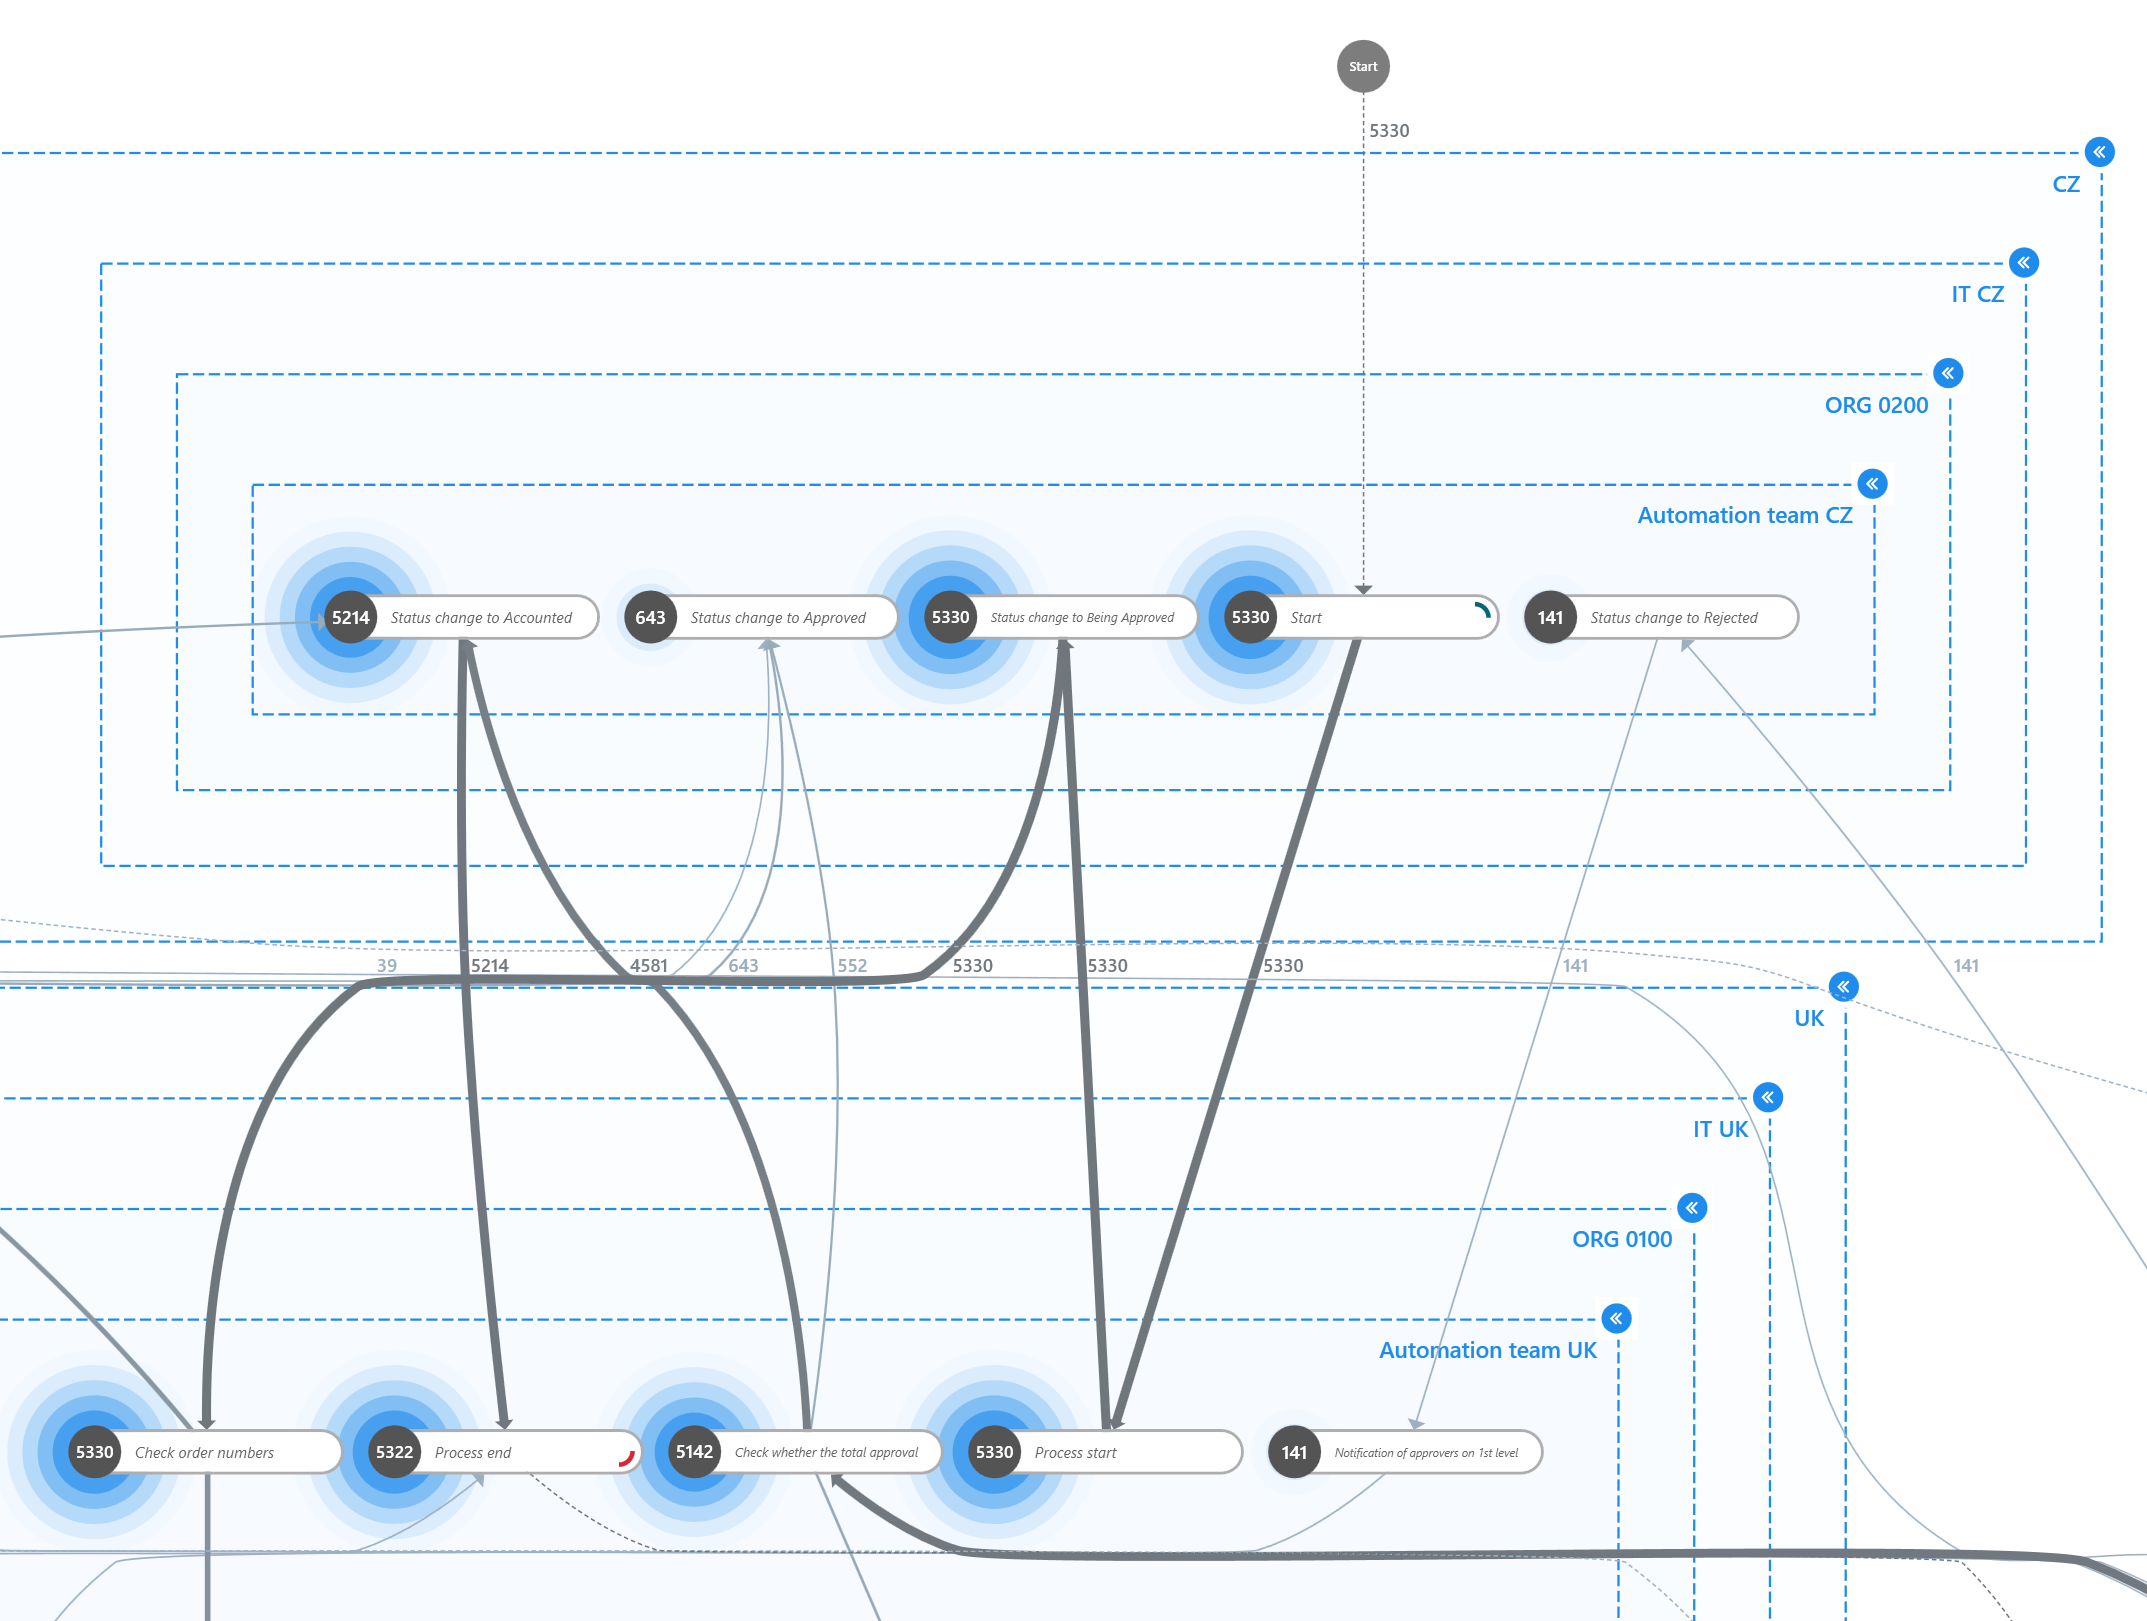 Start
5330
CZ
IT CZ
ORG 0200
Automation team CZ
5214 Status change to Accounted
643 Status change to Approved
5330 Status change to Being Approved
5330 Start
141 Status change to Rejected
39 5214 4581 643 552 5330 5330 5330 141 141
UK
IT UK
ORG 0100
Automation team UK
5330 Check order numbers
5322 Process end
5142 Check whether the total approval
5330 Process start
141 Notification of approvers on 1st level